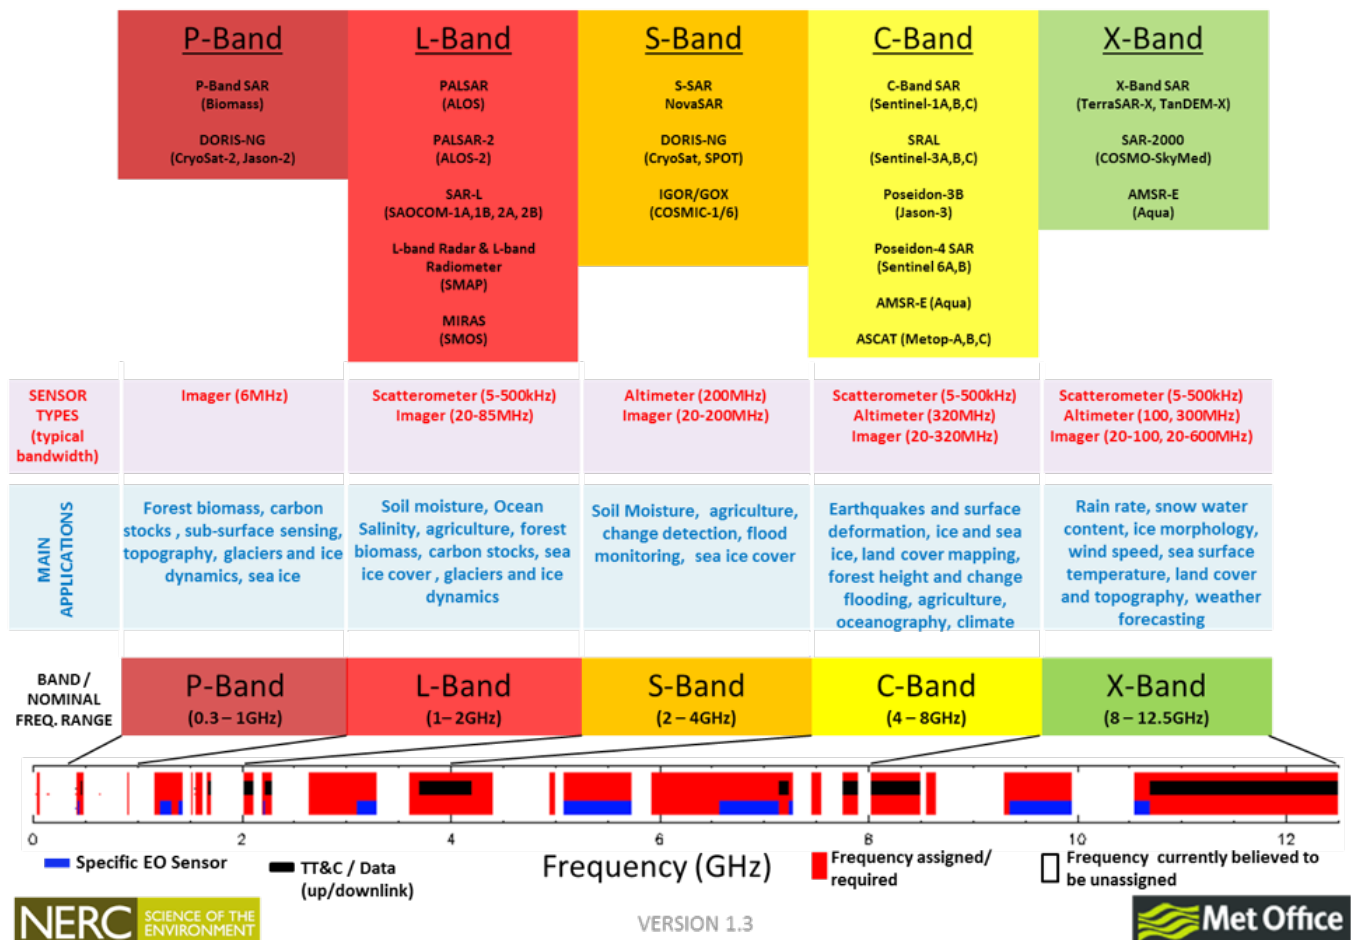 P-Band
P-Band SAR
(Biomass)
DORIS-NG
(CryoSat-2, Jason-2)
L-Band
PALSAR
(ALOS)
PALSAR-2
(ALOS-2)
SAR-L
(SAOCOM-1A,1B, 2A, 2B)
L-band Radar & L-band
Radiometer
(SMAP)
MIRAS
(SMOS)
S-Band
S-SAR
NovaSAR
DORIS-NG
(CryoSat, SPOT)
IGOR/GOX
(COSMIC-1/6)
C-Band
C-Band SAR
(Sentinel-1A,B,C)
SRAL
(Sentinel-3A,B,C)
Poseidon-3B
(Jason-3)
Poseidon-4 SAR
(Sentinel 6A,B)
AMSR-E (Aqua)
ASCAT (Metop-A,B,C)
X-Band
X-Band SAR
(TerraSAR-X, TanDEM-X)
SAR-2000
(COSMO-SkyMed)
AMSR-E
(Aqua)
SENSOR
TYPES
(typical
bandwidth)
Imager (6MHz)
Scatterometer (5-500kHz)
Imager (20-85MHz)
Altimeter (200MHz)
Imager (20-200MHz)
Scatterometer (5-500kHz)
Altimeter (320MHz)
Imager (20-320MHz)
Scatterometer (5-500kHz)
Altimeter (100, 300MHz)
Imager (20-100, 20-600MHz)
MAIN
APPLICATIONS
Forest biomass, carbon
stocks , sub-surface sensing,
topography, glaciers and ice
dynamics, sea ice
Soil moisture, Ocean
Salinity, agriculture, forest
biomass, carbon stocks, sea
ice cover , glaciers and ice
dynamics
Soil Moisture, agriculture,
change detection, flood
monitoring, sea ice cover
Earthquakes and surface
deformation, ice and sea
ice, land cover mapping,
forest height and change
flooding, agriculture,
oceanography, climate
Rain rate, snow water
content, ice morphology,
wind speed, sea surface
temperature, land cover
and topography, weather
forecasting
BAND /
NOMINAL
FREQ. RANGE
P-Band
(0.3 – 1GHz)
L-Band
(1– 2GHz)
S-Band
(2 – 4GHz)
C-Band
(4 – 8GHz)
X-Band
(8 – 12.5GHz)
0 2 4 6 8 10 12
Frequency (GHz)
Specific EO Sensor
TT&C / Data
(up/downlink)
Frequency assigned/
required
Frequency currently believed to
be unassigned
NERC
SCIENCE OF THE
ENVIRONMENT
VERSION 1.3
Met Office